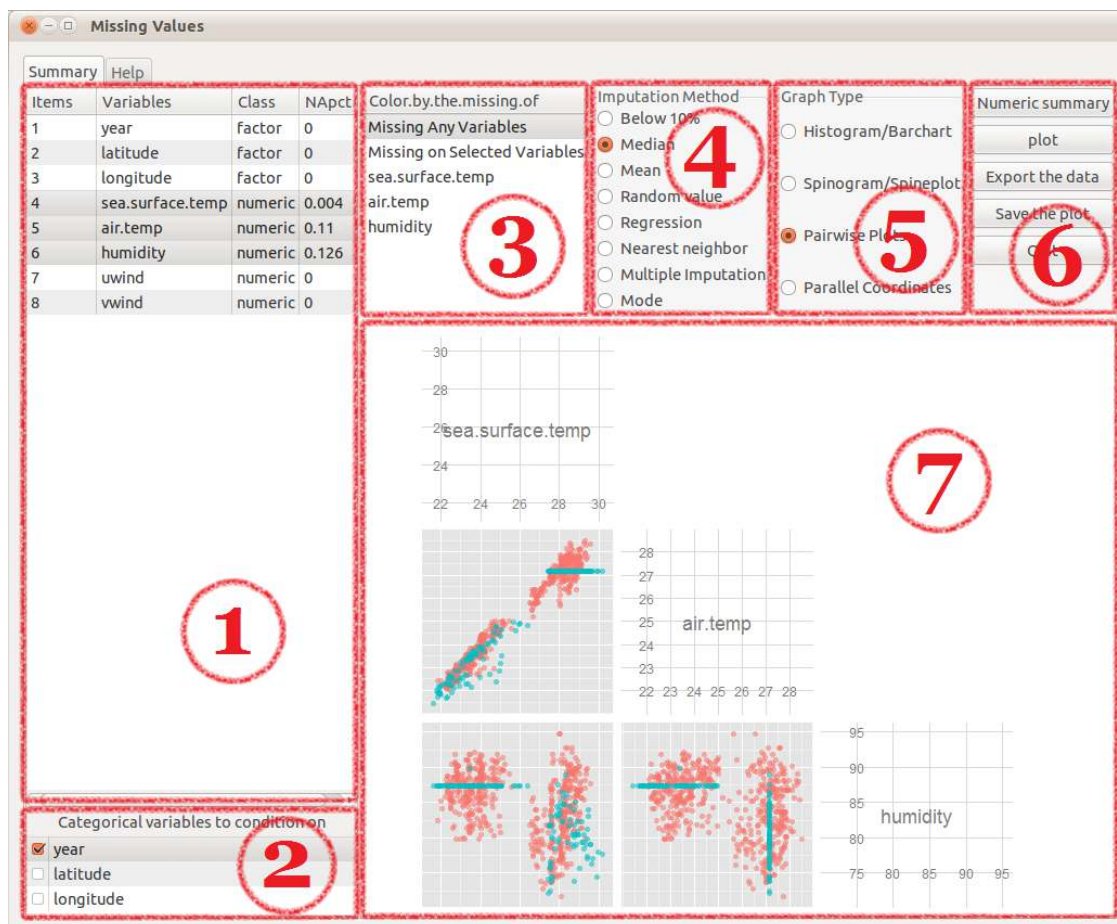 Missing Values
Summary Help
Items Variables Class NApct
1 year factor 0
2 latitude factor 0
3 longitude factor 0
4 sea.surface.temp numeric 0.004
5 air.temp numeric 0.11
6 humidity numeric 0.126
7 uwind numeric 0
8 vwind numeric 0
1
Categorical variables to condition on
year
latitude
longitude
2
Color.by.the.missing.of
Missing Any Variables
Missing on Selected Variables
sea.surface.temp
air.temp
humidity
3
Imputation Method
Below 10%
Median
Mean
Random value
Regression
Nearest neighbor
Multiple Imputation
Mode
4
Graph Type
Histogram/Barchart
Spinogram/Spineplot
Pairwise Plots
Parallel Coordinates
5
Numeric summary
plot
Export the data
Save the plot
6
7
30
28
26
sea.surface.temp
24
22 24 26 28 30
28
27
26
25
air.temp
24
23
22 23 24 25 26 27 28
95
90
85
humidity
80
75 80 85 90 95